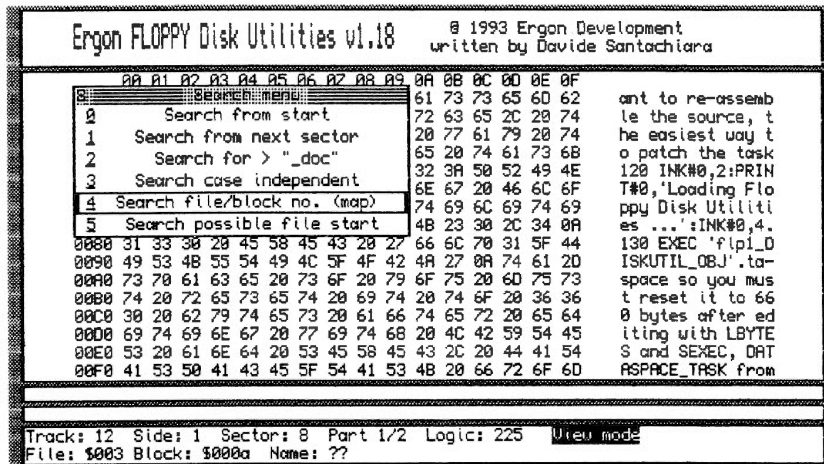 Ergon FLOPPY Disk Utilities v1.18
@ 1993 Ergon Development
written by Davide Santachiara
00 01 02 03 04 05 06 07 08 09 0A 0B 0C 0D 0E 0F
8 Search menu
0 Search from start
1 Search from next sector
2 Search for > "_doc"
3 Search case independent
4 Search file/block no. (map)
5 Search possible file start
61 73 73 65 6D 62 ant to re-assemb
72 63 65 2C 20 74 le the source, t
20 77 61 79 20 74 he easiest way t
65 20 74 61 73 6B o patch the task
32 3A 50 52 49 4E 120 INK#0,2:PRIN
6E 67 20 46 6C 6F T#0,'Loading Flo
74 69 6C 69 74 69 ppy Disk Utiliti
4B 23 30 2C 34 0A es ...':INK#0,4.
0080 31 33 30 20 45 58 45 43 20 27 66 6C 70 31 5F 44 130 EXEC 'flp1_D
0090 49 53 4B 55 54 49 4C 5F 4F 42 4A 27 0A 74 61 2D ISKUTIL_OBJ'.ta-
00A0 73 70 61 63 65 20 73 6F 20 79 6F 75 20 6D 75 73 space so you mus
00B0 74 20 72 65 73 65 74 20 69 74 20 74 6F 20 36 36 t reset it to 66
00C0 30 20 62 79 74 65 73 20 61 66 74 65 72 20 65 64 0 bytes after ed
00D0 69 74 69 6E 67 20 77 69 74 68 20 4C 42 59 54 45 iting with LBYTE
00E0 53 20 61 6E 64 20 53 45 58 45 43 2C 20 44 41 54 S and SEXEC, DAT
00F0 41 53 50 41 43 45 5F 54 41 53 4B 20 66 72 6F 6D ASPACE_TASK from
Track: 12 Side: 1 Sector: 8 Part 1/2 Logic: 225 View mode
File: $003 Block: $000a Name: ??